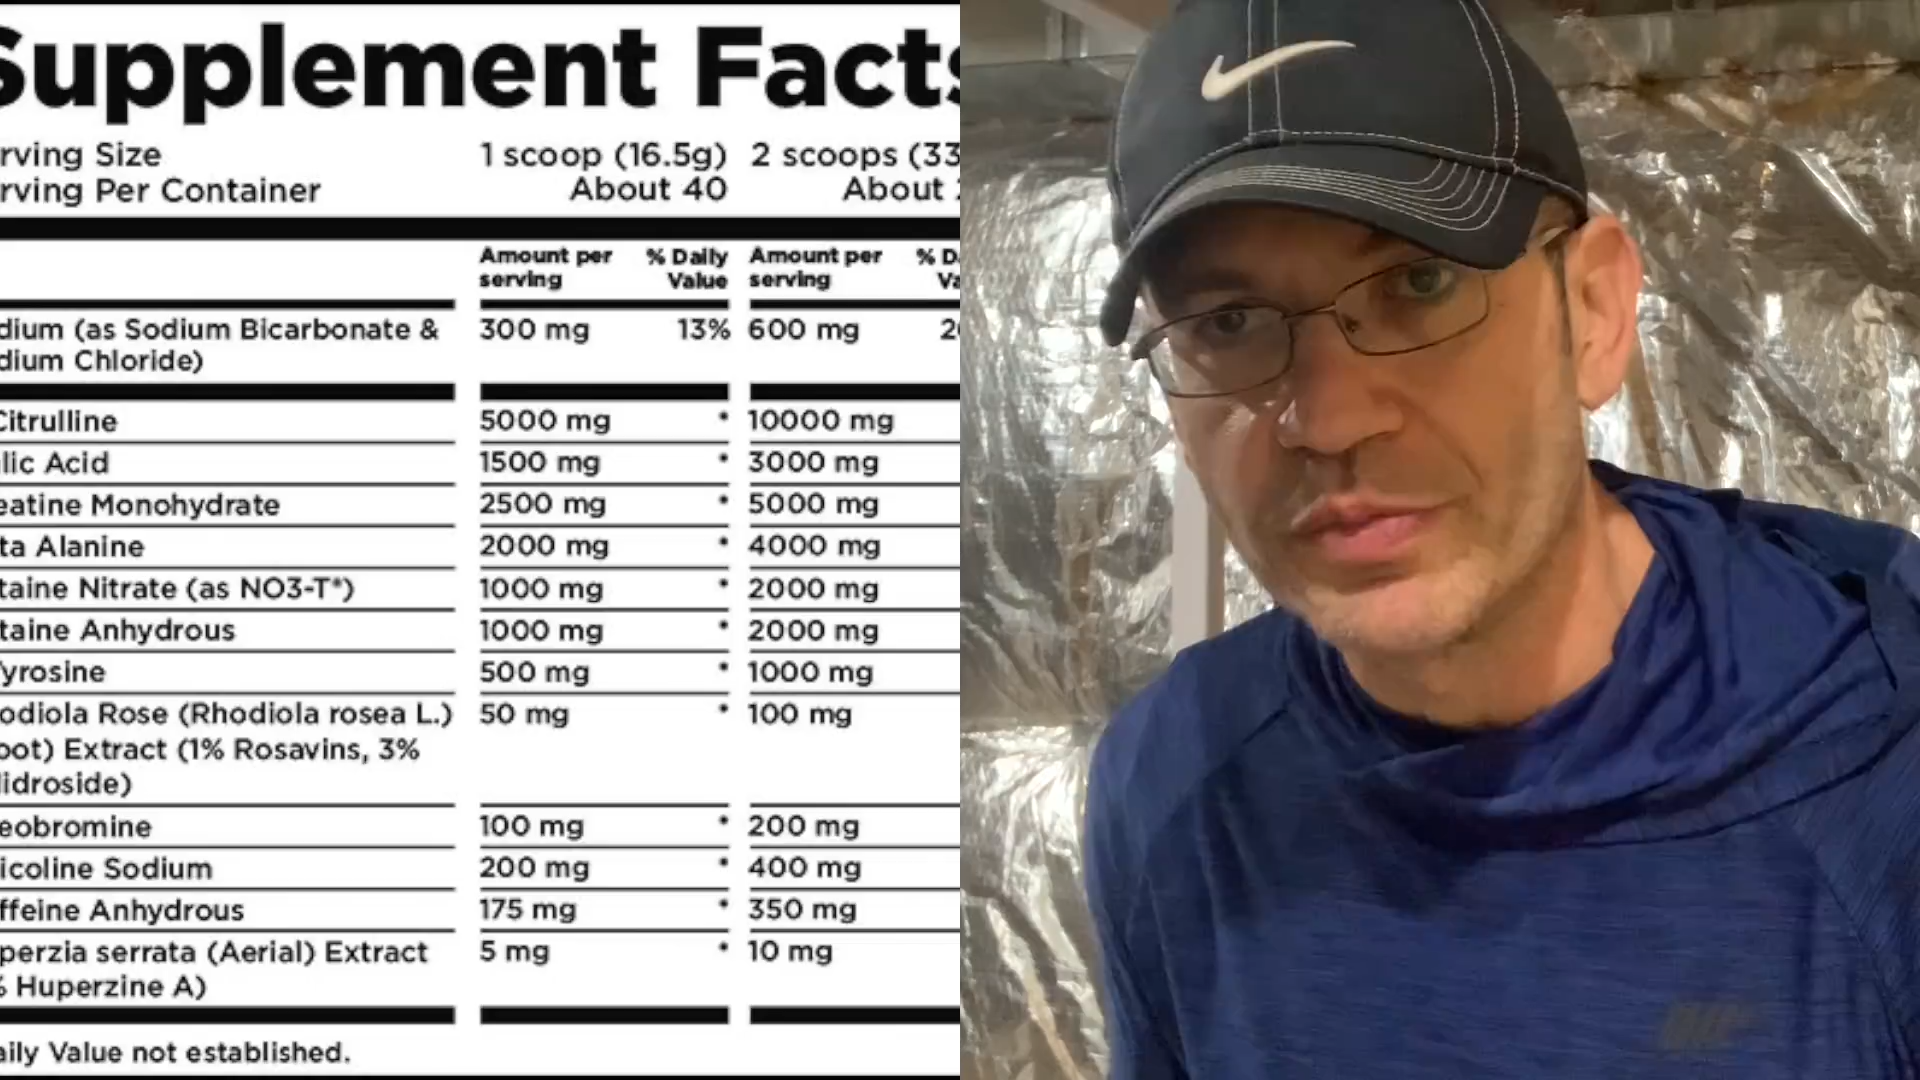 Supplement Facts
rving Size 1 scoop (16.5g) 2 scoops (33
rving Per Container About 40 About
Amount per serving % Daily Value Amount per serving % D Va
dium (as Sodium Bicarbonate & 300 mg 13% 600 mg 2
dium Chloride)
Citrulline 5000 mg * 10000 mg
lic Acid 1500 mg * 3000 mg
eatine Monohydrate 2500 mg * 5000 mg
ta Alanine 2000 mg * 4000 mg
taine Nitrate (as NO3-T*) 1000 mg * 2000 mg
taine Anhydrous 1000 mg * 2000 mg
yrosine 500 mg * 1000 mg
odiola Rose (Rhodiola rosea L.) 50 mg * 100 mg
oot) Extract (1% Rosavins, 3%
lidroside)
eobromine 100 mg * 200 mg
icoline Sodium 200 mg * 400 mg
ffeine Anhydrous 175 mg * 350 mg
perzia serrata (Aerial) Extract 5 mg * 10 mg
% Huperzine A)
aily Value not established.